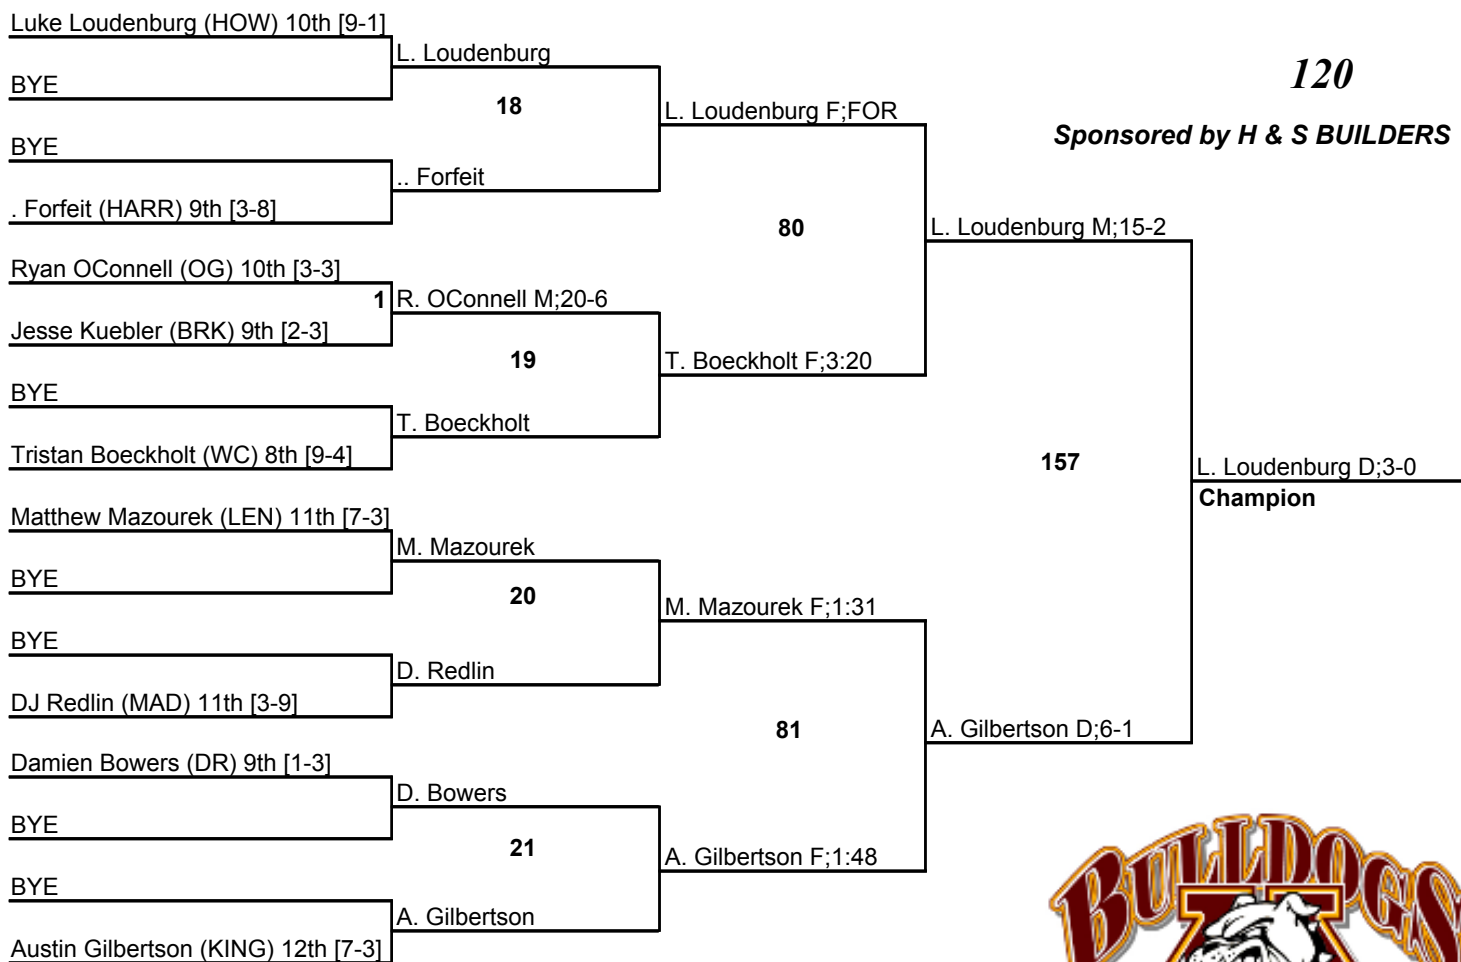 Luke Loudenburg (HOW) 10th [9-1]
L. Loudenburg
BYE
18
120
L. Loudenburg F;FOR
Sponsored by H & S BUILDERS
BYE
.. Forfeit
. Forfeit (HARR) 9th [3-8]
80
L. Loudenburg M;15-2
Ryan OConnell (OG) 10th [3-3]
1
R. OConnell M;20-6
Jesse Kuebler (BRK) 9th [2-3]
19
T. Boeckholt F;3:20
BYE
T. Boeckholt
Tristan Boeckholt (WC) 8th [9-4]
157
L. Loudenburg D;3-0
Champion
Matthew Mazourek (LEN) 11th [7-3]
M. Mazourek
BYE
20
M. Mazourek F;1:31
BYE
D. Redlin
DJ Redlin (MAD) 11th [3-9]
81
A. Gilbertson D;6-1
Damien Bowers (DR) 9th [1-3]
D. Bowers
BYE
21
A. Gilbertson F;1:48
BYE
A. Gilbertson
Austin Gilbertson (KING) 12th [7-3]
BULLDOGS